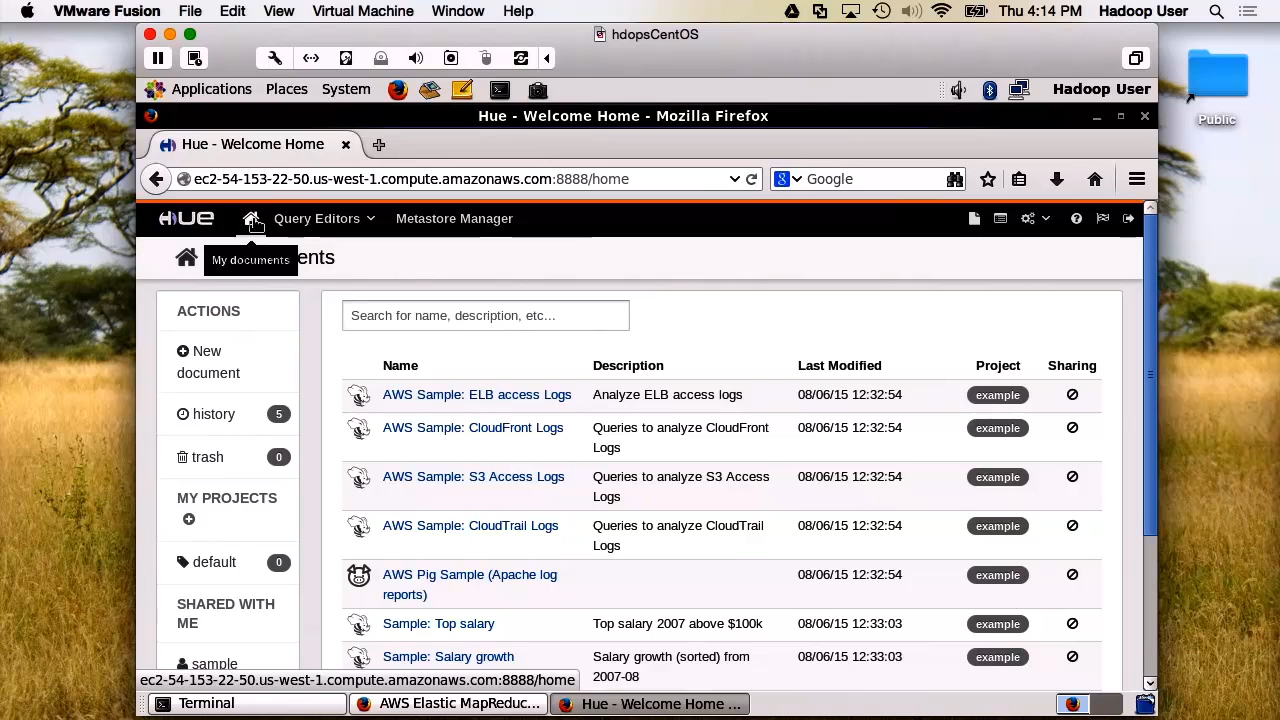 VMware Fusion File Edit View Virtual Machine Window Help Thu 4:14 PM Hadoop User
hdopsCentOS
Public
Applications Places System Hadoop User
Hue - Welcome Home - Mozilla Firefox
Hue - Welcome Home
ec2-54-153-22-50.us-west-1.compute.amazonaws.com:8888/home Google
HUE Query Editors Metastore Manager
My documents
ents
ACTIONS
New
document
history 5
trash 0
MY PROJECTS
default 0
SHARED WITH
ME
sample
Search for name, description, etc...
Name Description Last Modified Project Sharing
AWS Sample: ELB access Logs Analyze ELB access logs 08/06/15 12:32:54 example
AWS Sample: CloudFront Logs Queries to analyze CloudFront 08/06/15 12:32:54 example
Logs
AWS Sample: S3 Access Logs Queries to analyze S3 Access 08/06/15 12:32:54 example
Logs
AWS Sample: CloudTrail Logs Queries to analyze CloudTrail 08/06/15 12:32:54 example
Logs
AWS Pig Sample (Apache log 08/06/15 12:32:54 example
reports)
Sample: Top salary Top salary 2007 above $100k 08/06/15 12:33:03 example
Sample: Salary growth Salary growth (sorted) from 08/06/15 12:33:03 example
2007-08
ec2-54-153-22-50.us-west-1.compute.amazonaws.com:8888/home
Terminal AWS Elastic MapReduc... Hue - Welcome Home ...